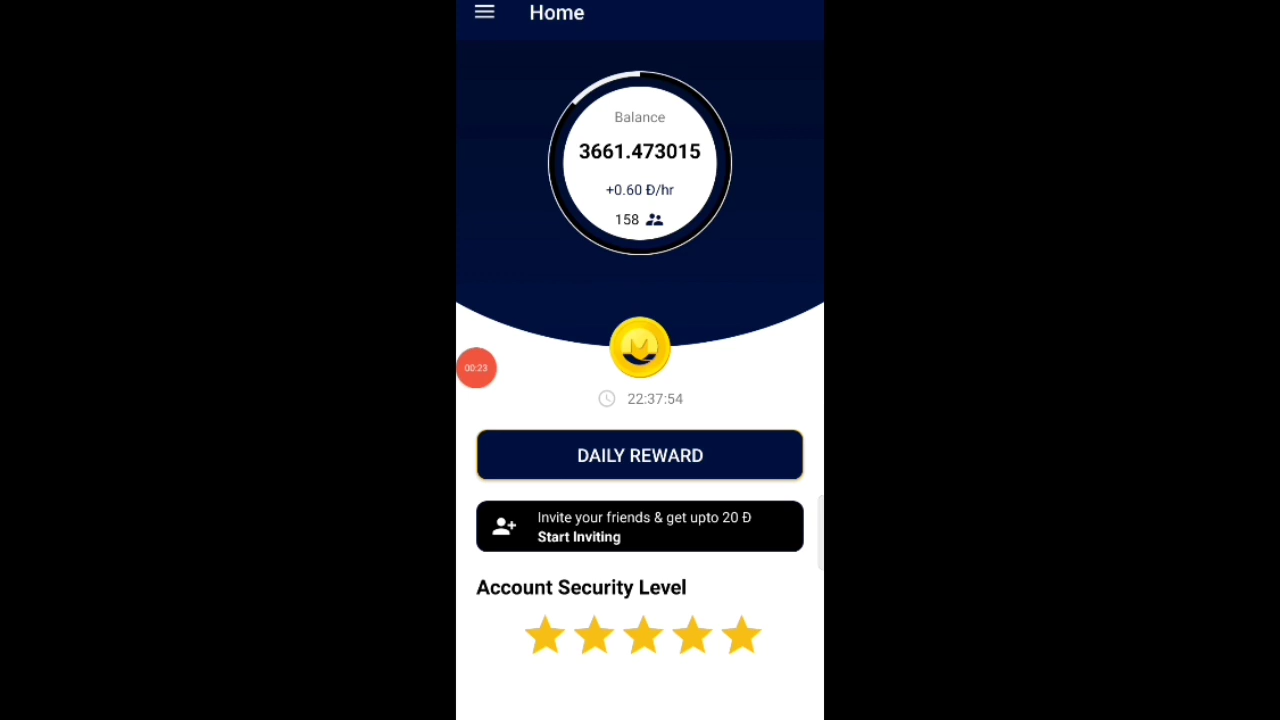 Home
Balance
3661.473015
+0.60 Đ/hr
158
00:23
22:37:54
DAILY REWARD
Invite your friends & get upto 20 Đ
Start Inviting
Account Security Level